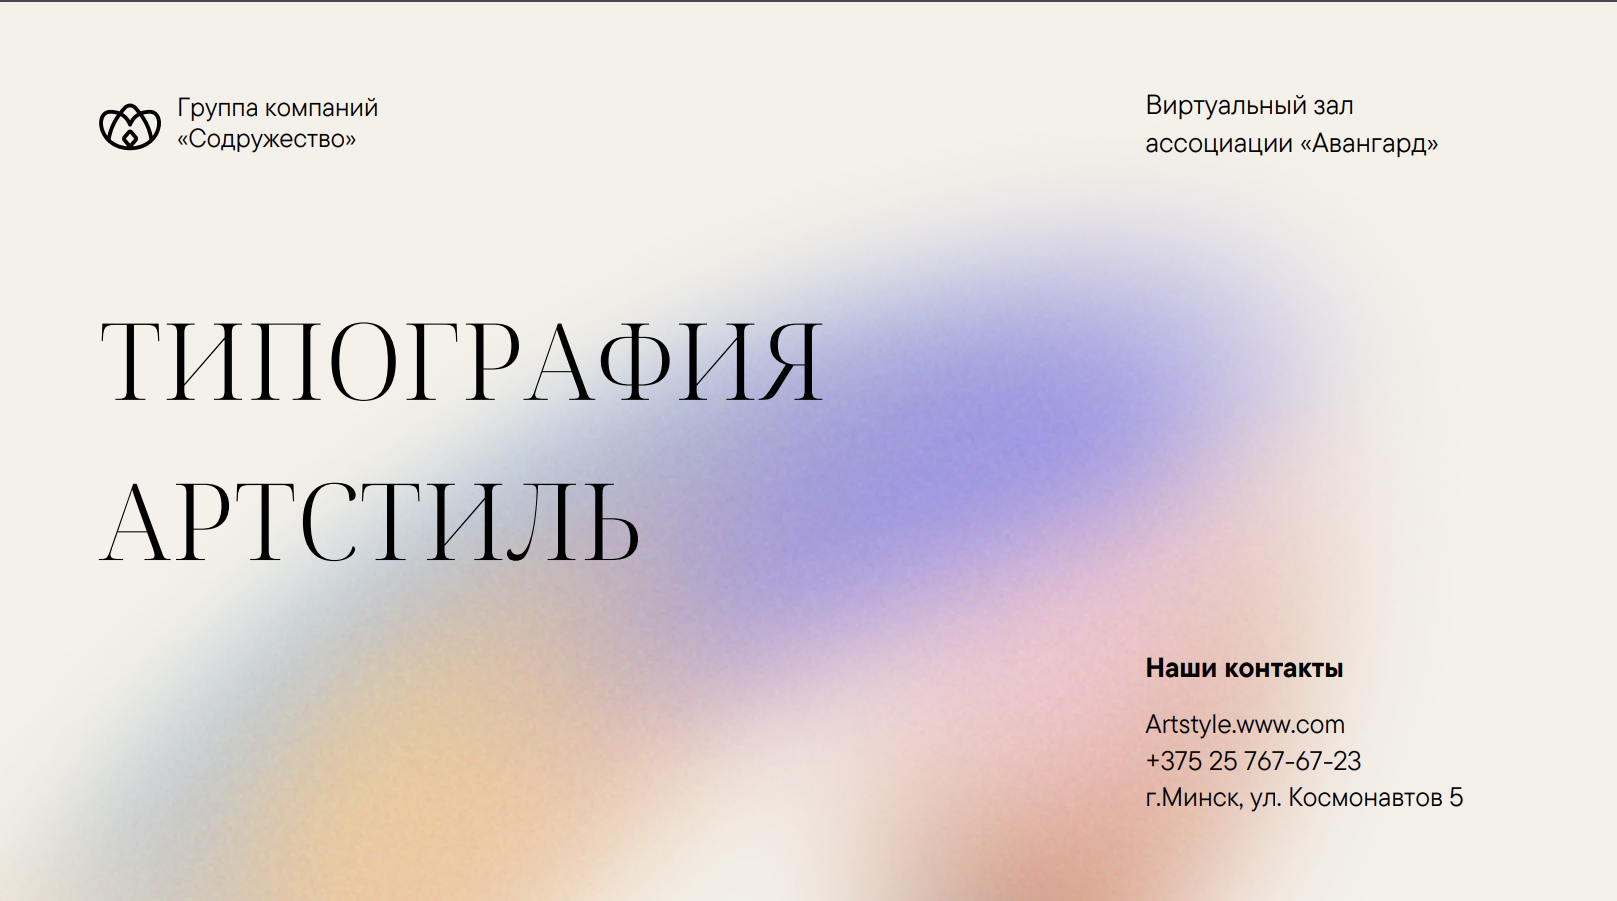 Группа компаний
«Содружество»
Виртуальный зал
ассоциации «Авангард»
ТИПОГРАФИЯ
АРТСТИЛЬ
Наши контакты
Artstyle.www.com
+375 25 767-67-23
г.Минск, ул. Космонавтов 5